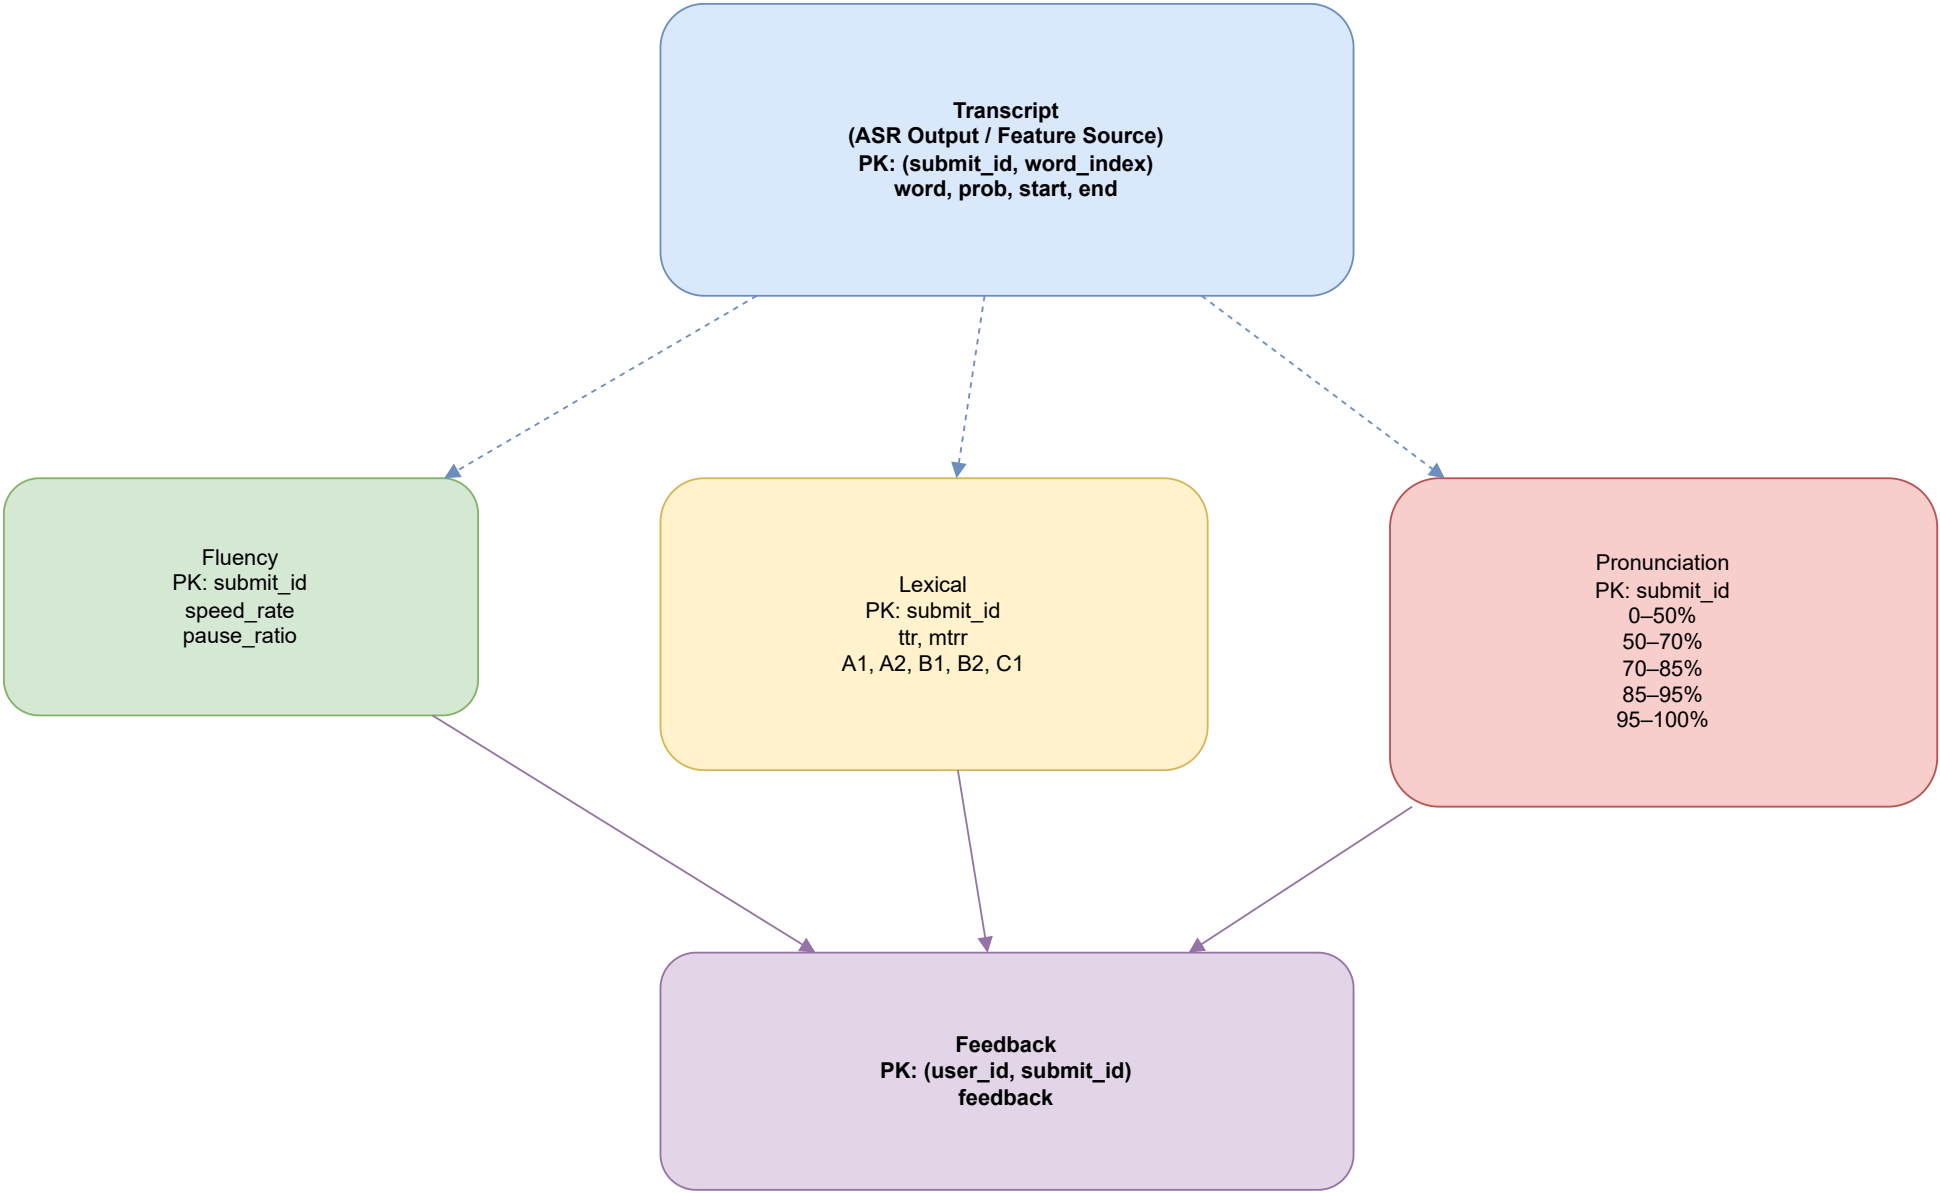 Transcript
(ASR Output / Feature Source)
PK: (submit_id, word_index)
word, prob, start, end
Fluency
PK: submit_id
speed_rate
pause_ratio
Lexical
PK: submit_id
ttr, mtrr
A1, A2, B1, B2, C1
Pronunciation
PK: submit_id
0–50%
50–70%
70–85%
85–95%
95–100%
Feedback
PK: (user_id, submit_id)
feedback